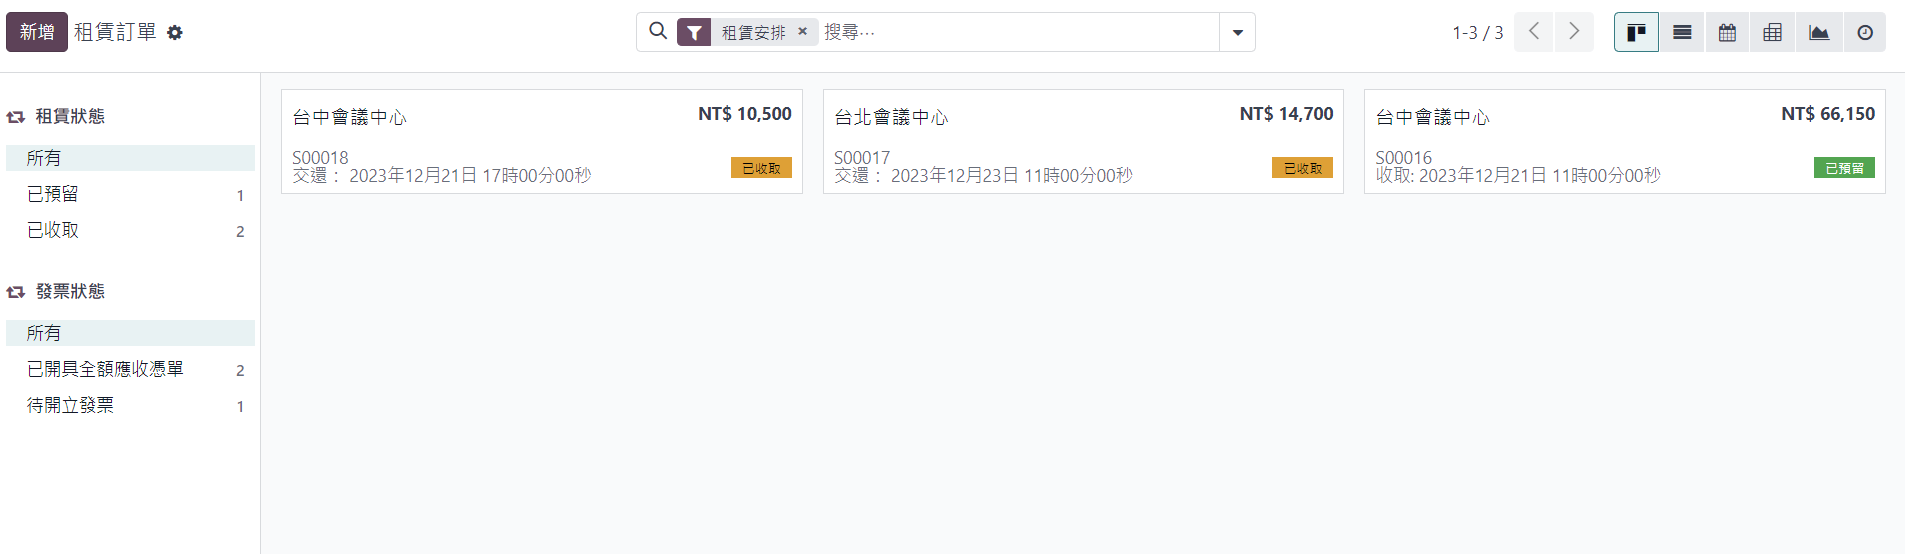 新增 租賃訂單 租賃安排 × 搜尋… 1-3 / 3
租賃狀態
所有
已預留 1
已收取 2
發票狀態
所有
已開具全額應收憑單 2
待開立發票 1
台中會議中心 NT$ 10,500
S00018
交還： 2023年12月21日 17時00分00秒 已收取
台北會議中心 NT$ 14,700
S00017
交還： 2023年12月23日 11時00分00秒 已收取
台中會議中心 NT$ 66,150
S00016
收取: 2023年12月21日 11時00分00秒 已預留